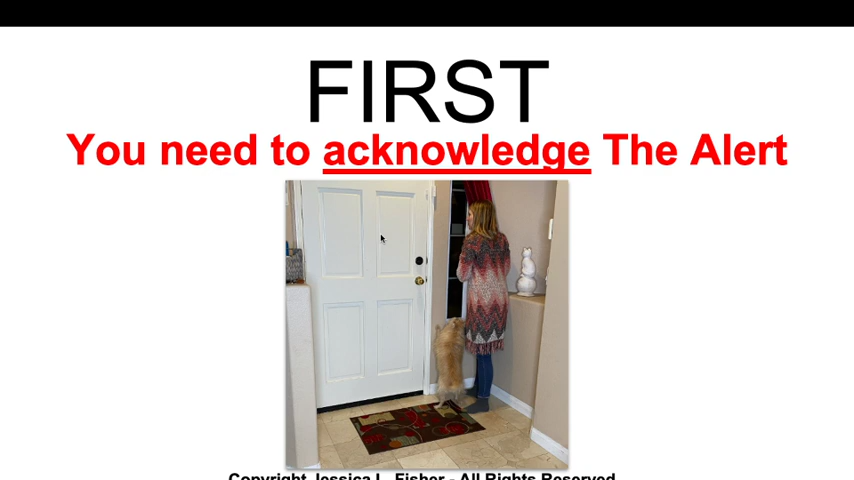 FIRST
You need to acknowledge The Alert
Copyright Jessica L. Fisher - All Rights Reserved